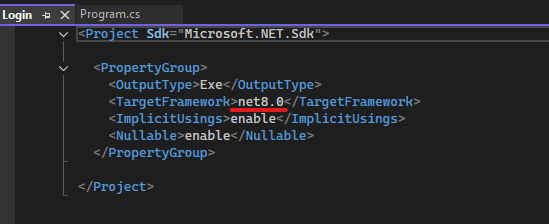 Login
Program.cs
<Project Sdk="Microsoft.NET.Sdk">
<PropertyGroup>
<OutputType>Exe</OutputType>
<TargetFramework>net8.0</TargetFramework>
<ImplicitUsings>enable</ImplicitUsings>
<Nullable>enable</Nullable>
</PropertyGroup>
</Project>